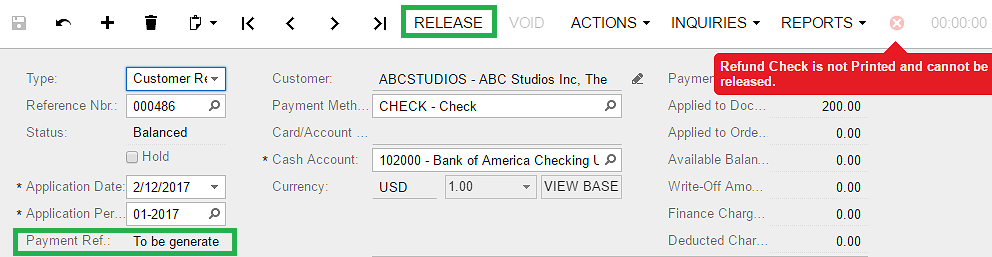 RELEASE VOID ACTIONS INQUIRIES REPORTS 00:00:00
Refund Check is not Printed and cannot be
released.
Type: Customer Re
Reference Nbr.: 000486
Status: Balanced
Hold
* Application Date: 2/12/2017
* Application Per... 01-2017
Payment Ref.: To be generate
Customer: ABCSTUDIOS - ABC Studios Inc, The
Payment Meth... CHECK - Check
Card/Account ...
* Cash Account: 102000 - Bank of America Checking U
Currency: USD 1.00 VIEW BASE
Paym
Applied to Doc... 200.00
Applied to Orde... 0.00
Available Balan... 0.00
Write-Off Amo... 0.00
Finance Charg... 0.00
Deducted Char... 0.00